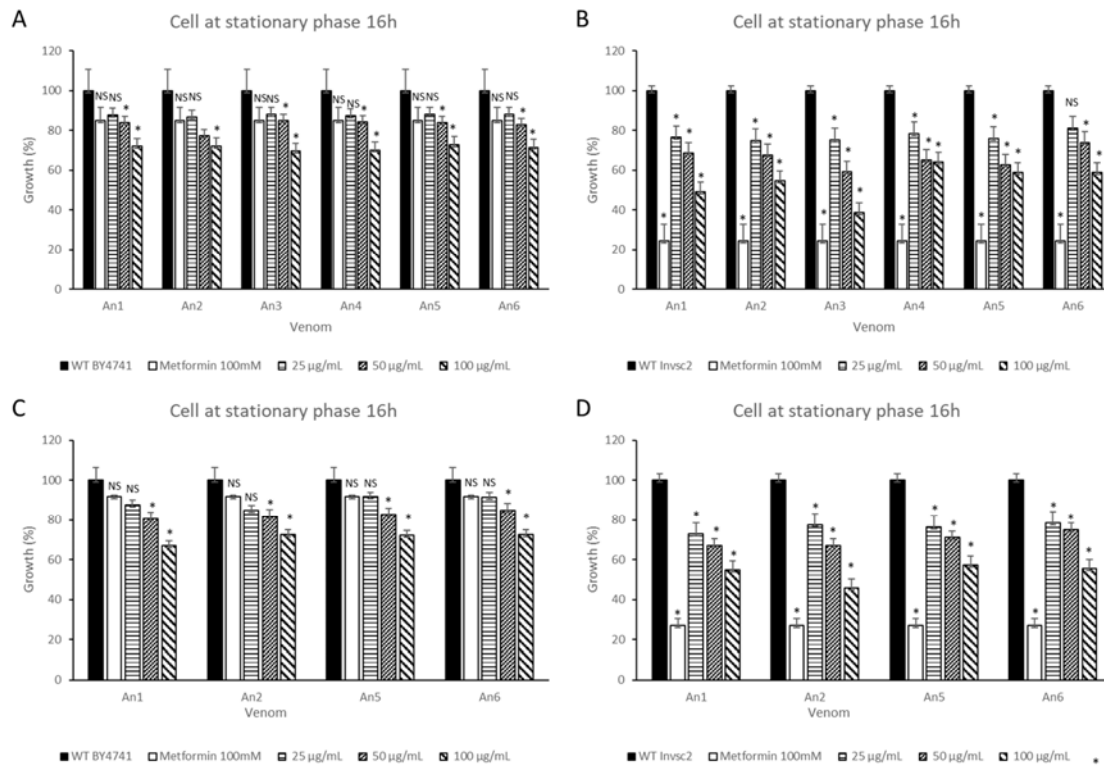 A
Cell at stationary phase 16h
120
100
80
60
40
20
0
Growth (%)
NS NS * *
NS NS *
NS NS * *
NS NS * *
NS NS * *
NS NS * *
An1 An2 An3 An4 An5 An6
Venom
WT BY4741 Metformin 100mM 25 µg/mL 50 µg/mL 100 µg/mL
B
Cell at stationary phase 16h
120
100
80
60
40
20
0
Growth (%)
* * * *
* * * *
* * * *
* * * *
* * * *
* NS * *
An1 An2 An3 An4 An5 An6
Venom
WT Invsc2 Metformin 100mM 25 µg/mL 50 µg/mL 100 µg/mL
C
Cell at stationary phase 16h
120
100
80
60
40
20
0
Growth (%)
NS NS * *
NS NS * *
NS NS * *
NS NS * *
An1 An2 An5 An6
Venom
WT BY4741 Metformin 100mM 25 µg/mL 50 µg/mL 100 µg/mL
D
Cell at stationary phase 16h
120
100
80
60
40
20
0
Growth (%)
* * * *
* * * *
* * * *
* * * *
An1 An2 An5 An6
Venom
WT Invsc2 Metformin 100mM 25 µg/mL 50 µg/mL 100 µg/mL
*